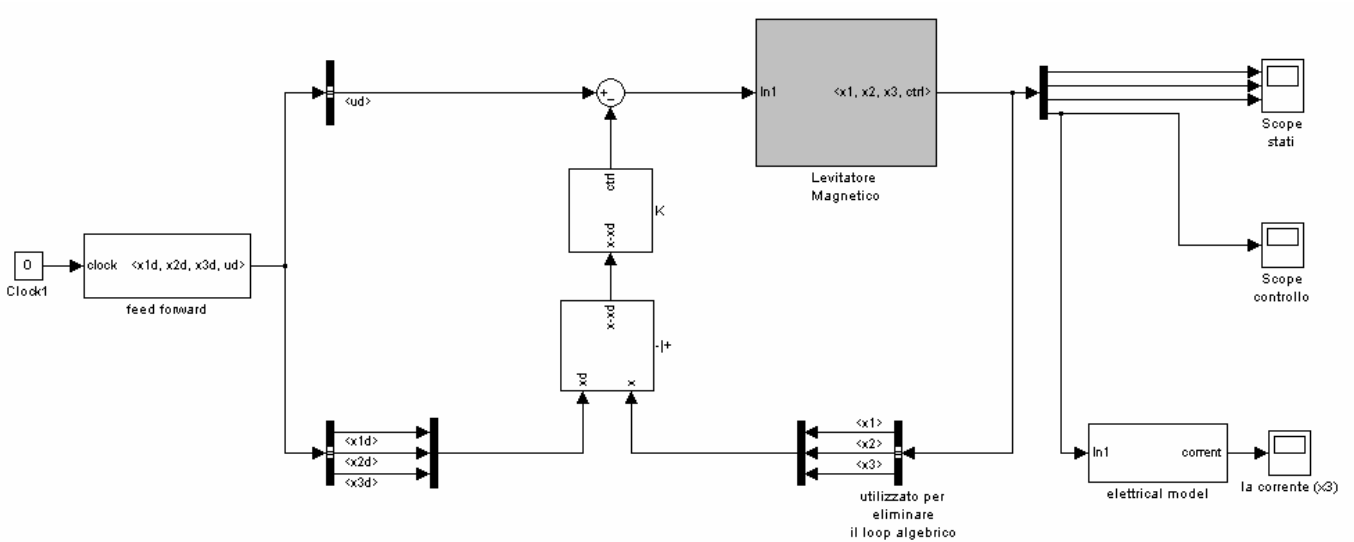 <ud>
+
-
In1
<x1, x2, x3, ctrl>
Levitatore
Magnetico
Scope
stati
ctrl
x-xd
K
0
Clock1
clock
<x1d, x2d, x3d, ud>
feed forward
Scope
controllo
x-xd
xd
x
-|+
<x1d>
<x2d>
<x3d>
<x1>
<x2>
<x3>
utilizzato per
eliminare
il loop algebrico
In1
corrent
elettrical model
la corrente (x3)